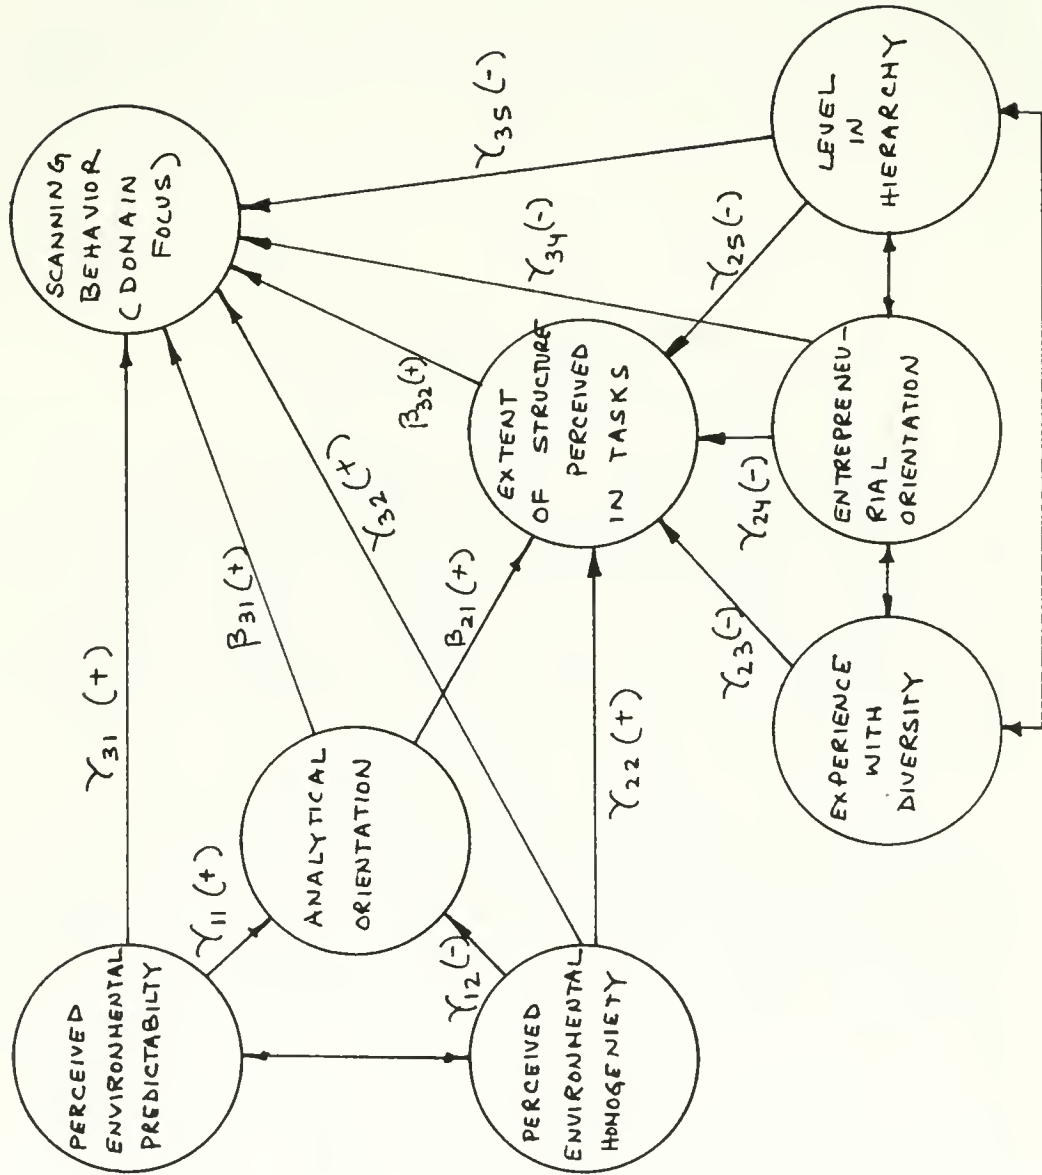 PERCEIVED
ENVIRONMENTAL
PREDICTABILTY
γ31 (+)
SCANNING
BEHAVIOR
(DOMAIN
FOCUS)
γ11 (+)
ANALYTICAL
ORIENTATION
β31 (+)
γ12 (-)
β21 (+)
γ32 (+)
β32 (+)
PERCEIVED
ENVIRONMENTAL
HOMOGENIETY
γ22 (+)
EXTENT
OF STRUCTURE
PERCEIVED
IN TASKS
γ34 (-)
γ35 (-)
γ23 (-)
γ24 (-)
γ25 (-)
EXPERIENCE
WITH
DIVERSITY
ENTREPRENEU-
RIAL
ORIENTATION
LEVEL
IN
HIERARCHY